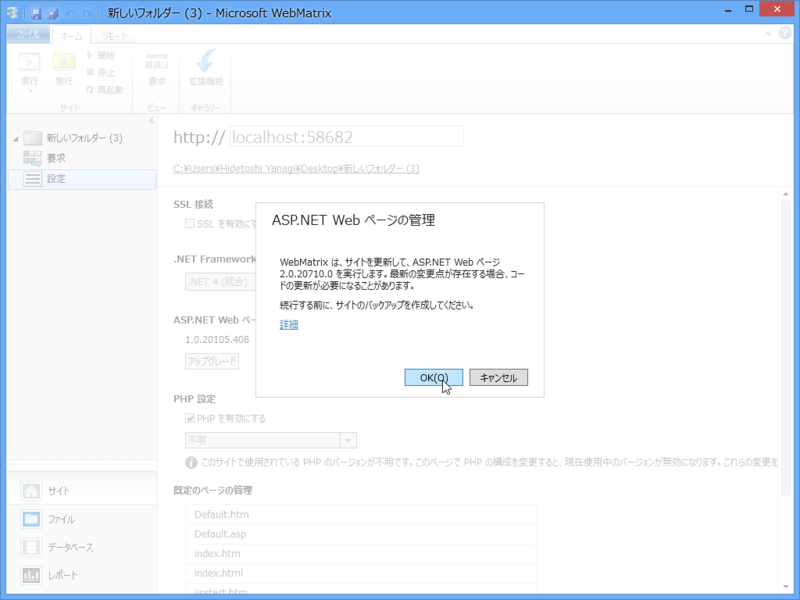 新しいフォルダー (3) - Microsoft WebMatrix
ファイル ホーム リモート
実行
発行
開始
停止
再起動
要求
拡張機能
サイト ビュー ギャラリー
新しいフォルダー (3)
要求
設定
サイト
ファイル
データベース
レポート
http:// localhost:58682
C:¥Users¥Hidetoshi Yanagi¥Desktop¥新しいフォルダー (3)
SSL 接続
SSL を有効にす
.NET Framework
.NET 4 (統合)
ASP.NET Web ペー
1.0.20105.408
アップグレード
PHP 設定
PHP を有効にする
不明
このサイトで使用されている PHP のバージョンが不明です。このページで PHP の構成を変更すると、現在使用中のバージョンが無効になります。これらの変更を
既定のページの管理
Default.htm
Default.asp
index.htm
index.html
iisstart.htm
ASP.NET Web ページの管理
WebMatrix は、サイトを更新して、ASP.NET Web ページ
2.0.20710.0 を実行します。最新の変更点が存在する場合、コー
ドの更新が必要になることがあります。
続行する前に、サイトのバックアップを作成してください。
詳細
OK(O) キャンセル